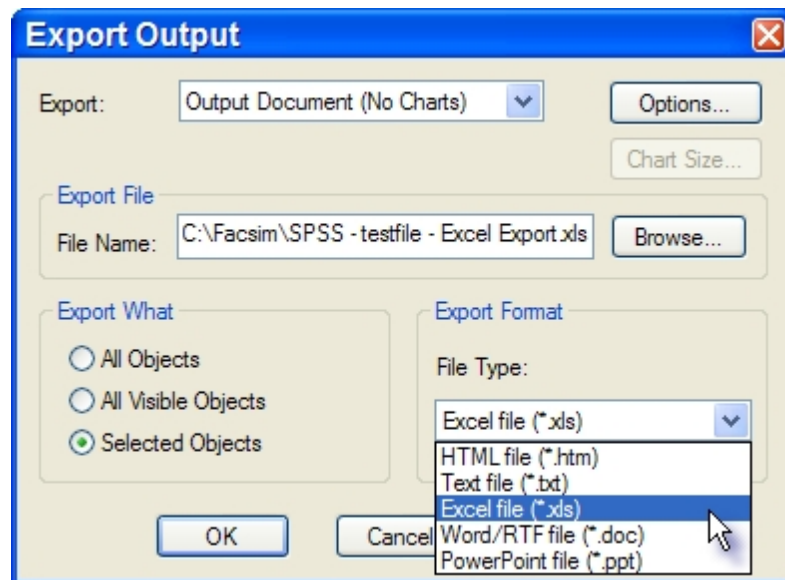 Export Output
Export:
Output Document (No Charts)
Options...
Chart Size...
Export File
File Name:
C:\Facsim\SPSS - testfile - Excel Export.xls
Browse...
Export What
All Objects
All Visible Objects
Selected Objects
Export Format
File Type:
Excel file (*.xls)
HTML file (*.htm)
Text file (*.txt)
Excel file (*.xls)
Word/RTF file (*.doc)
PowerPoint file (*.ppt)
OK
Cancel